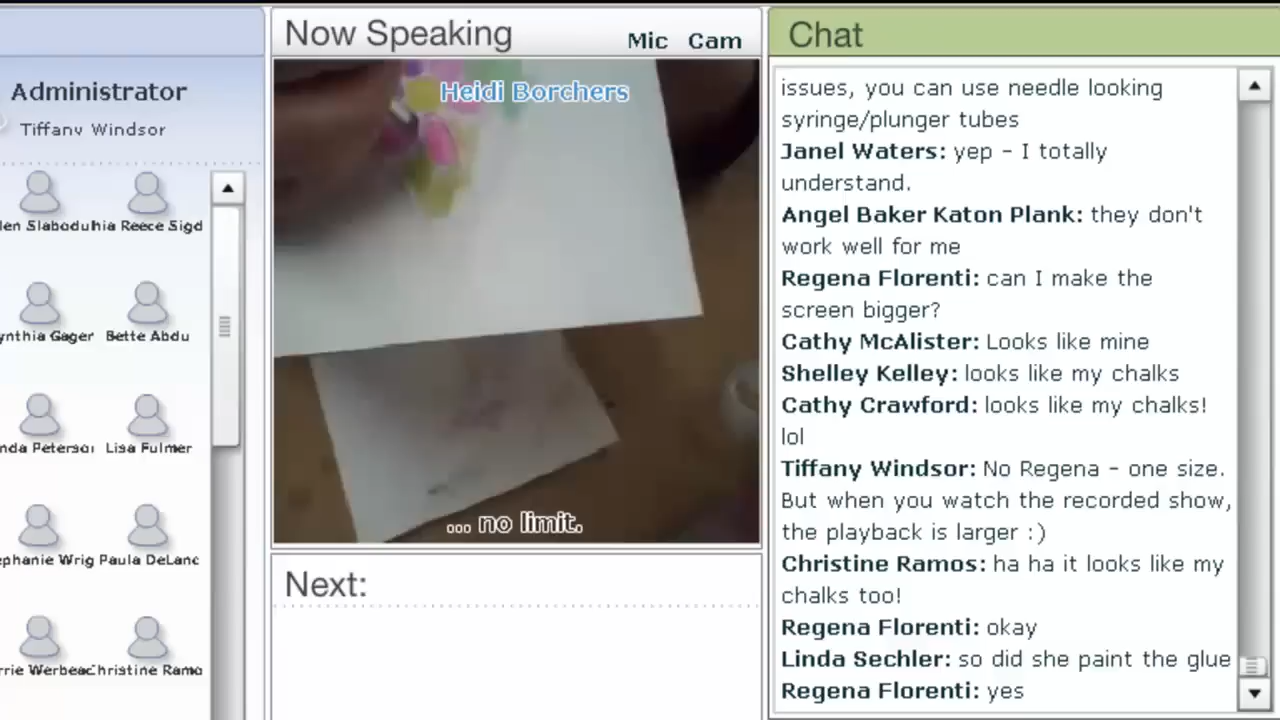 Administrator
Tiffany Windsor
Cynthia Gager
Bette Abdu
Lisa Fulmer
Paula DeLanc
Christine Ramo
Now Speaking
Mic Cam
Heidi Borchers
... no limit.
Next:
Chat
issues, you can use needle looking
syringe/plunger tubes
Janel Waters: yep - I totally
understand.
Angel Baker Katon Plank: they don't
work well for me
Regena Florenti: can I make the
screen bigger?
Cathy McAlister: Looks like mine
Shelley Kelley: looks like my chalks
Cathy Crawford: looks like my chalks!
lol
Tiffany Windsor: No Regena - one size.
But when you watch the recorded show,
the playback is larger :)
Christine Ramos: ha ha it looks like my
chalks too!
Regena Florenti: okay
Linda Sechler: so did she paint the glue
Regena Florenti: yes